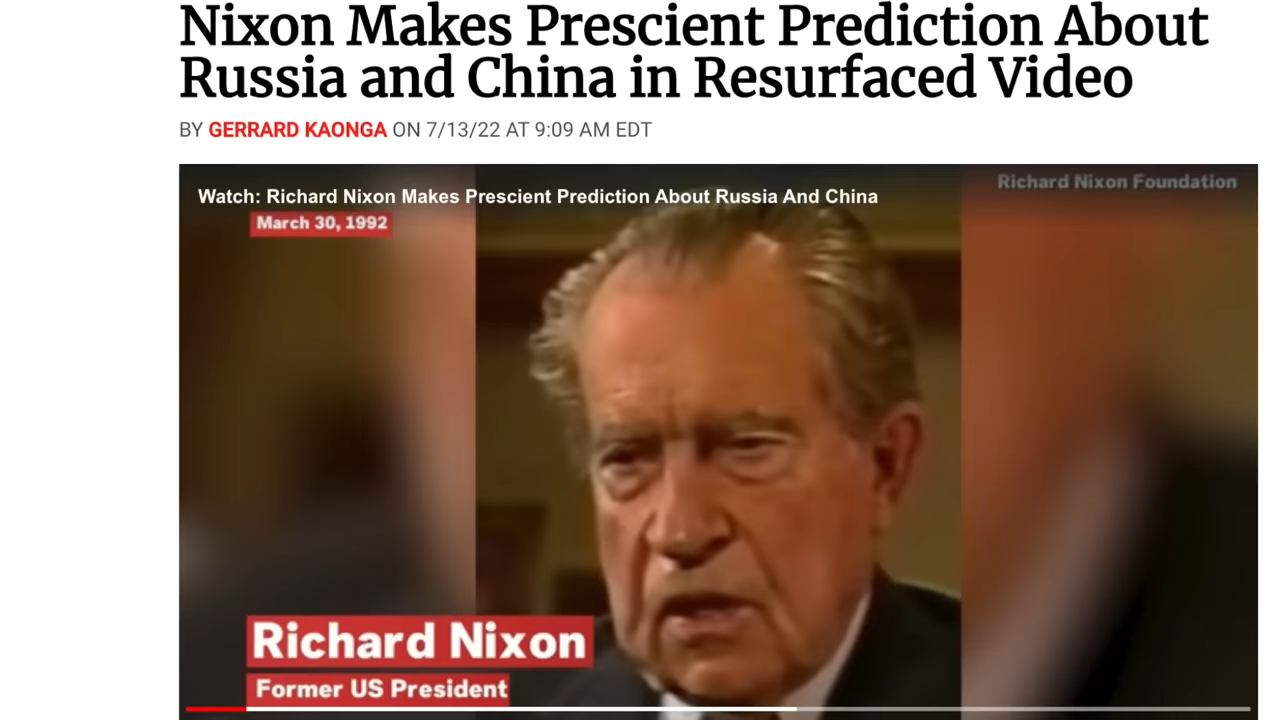 Nixon Makes Prescient Prediction About
Russia and China in Resurfaced Video
BY GERRARD KAONGA ON 7/13/22 AT 9:09 AM EDT
Richard Nixon Foundation
Watch: Richard Nixon Makes Prescient Prediction About Russia And China
March 30, 1992
Richard Nixon
Former US President